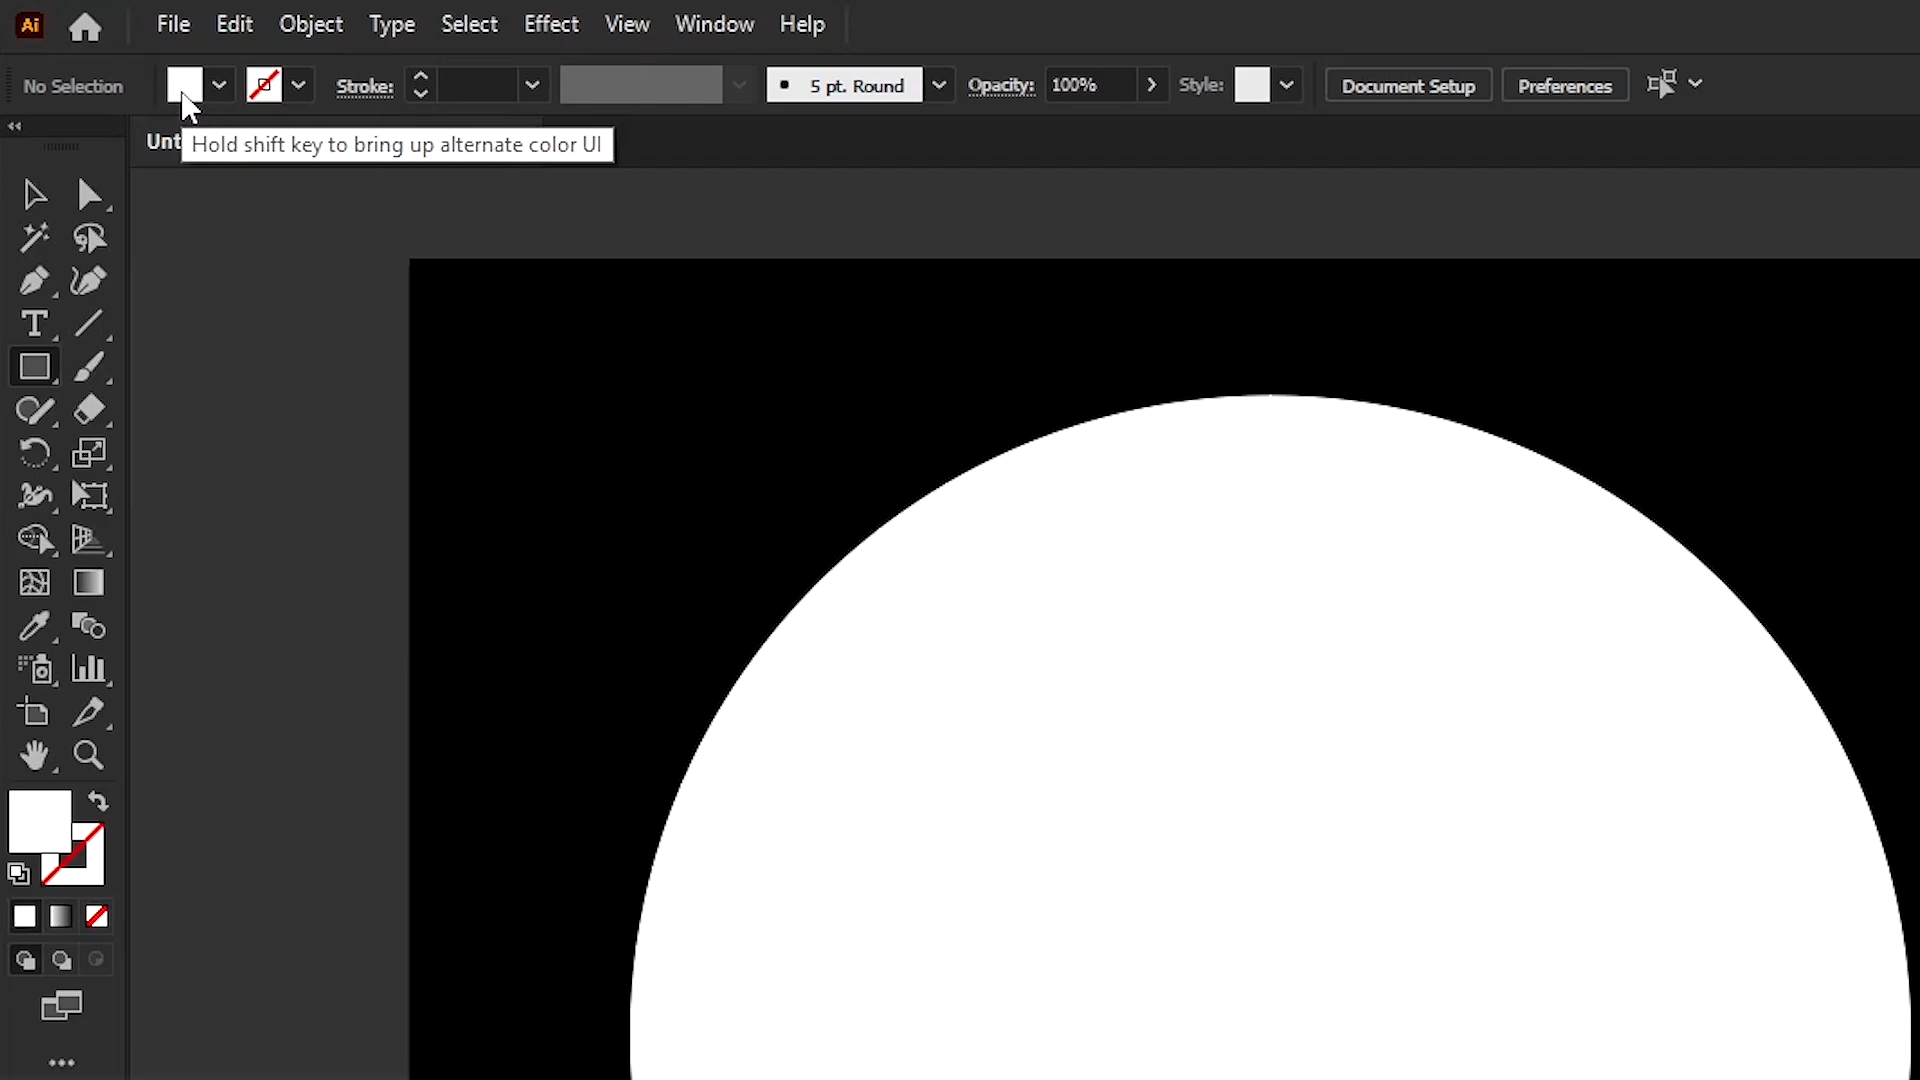 Ai File Edit Object Type Select Effect View Window Help
No Selection Stroke: 5 pt. Round Opacity: 100% Style: Document Setup Preferences
Unt
Hold shift key to bring up alternate color UI